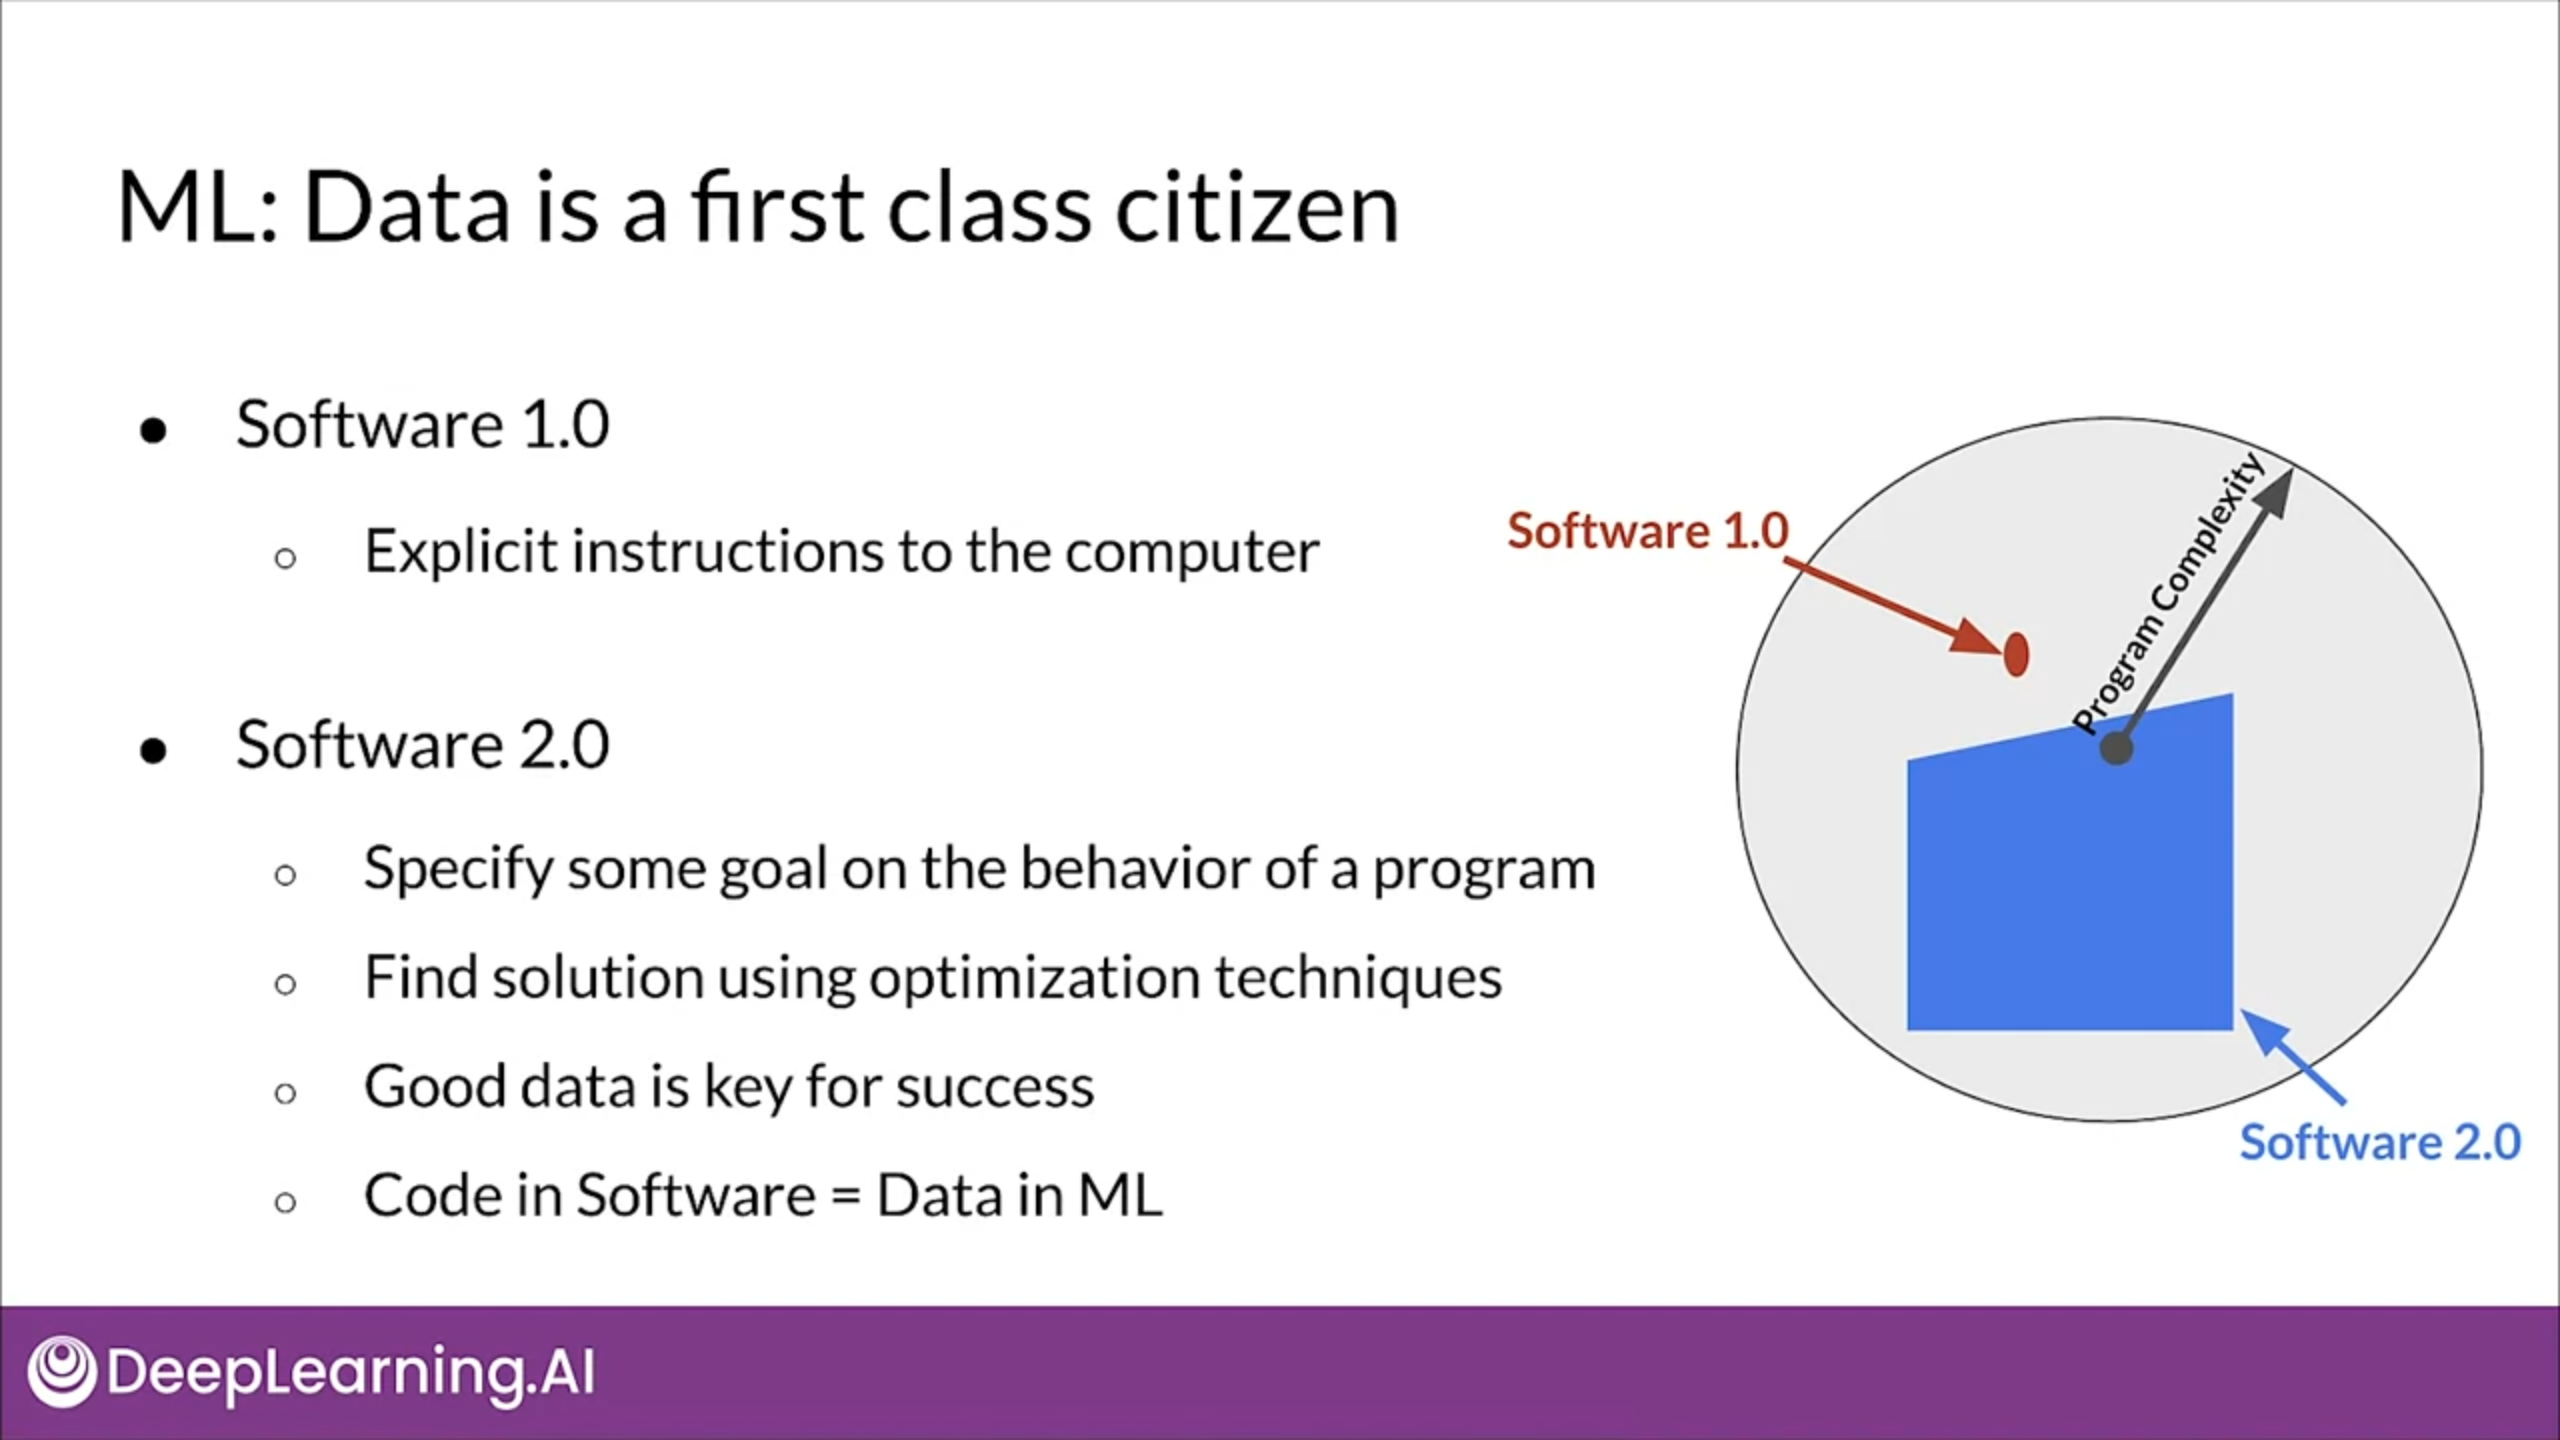 ML: Data is a first class citizen
● Software 1.0
○ Explicit instructions to the computer
● Software 2.0
○ Specify some goal on the behavior of a program
○ Find solution using optimization techniques
○ Good data is key for success
○ Code in Software = Data in ML
Software 1.0
Program Complexity
Software 2.0
DeepLearning.AI